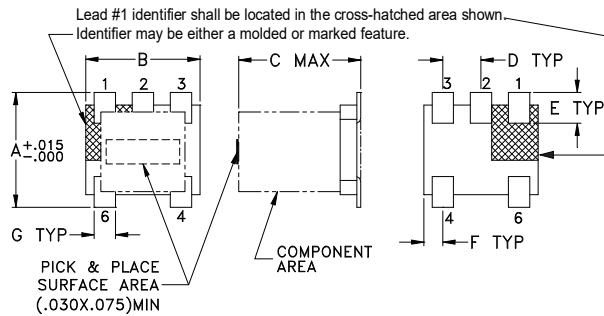 Lead #1 identifier shall be located in the cross-hatched area shown.
Identifier may be either a molded or marked feature.
B
C MAX
D TYP
E TYP
1 2 3
3 2 1
A +.015
-.000
6 4
4 6
G TYP
F TYP
PICK & PLACE
SURFACE AREA
(.030X.075)MIN
COMPONENT
AREA